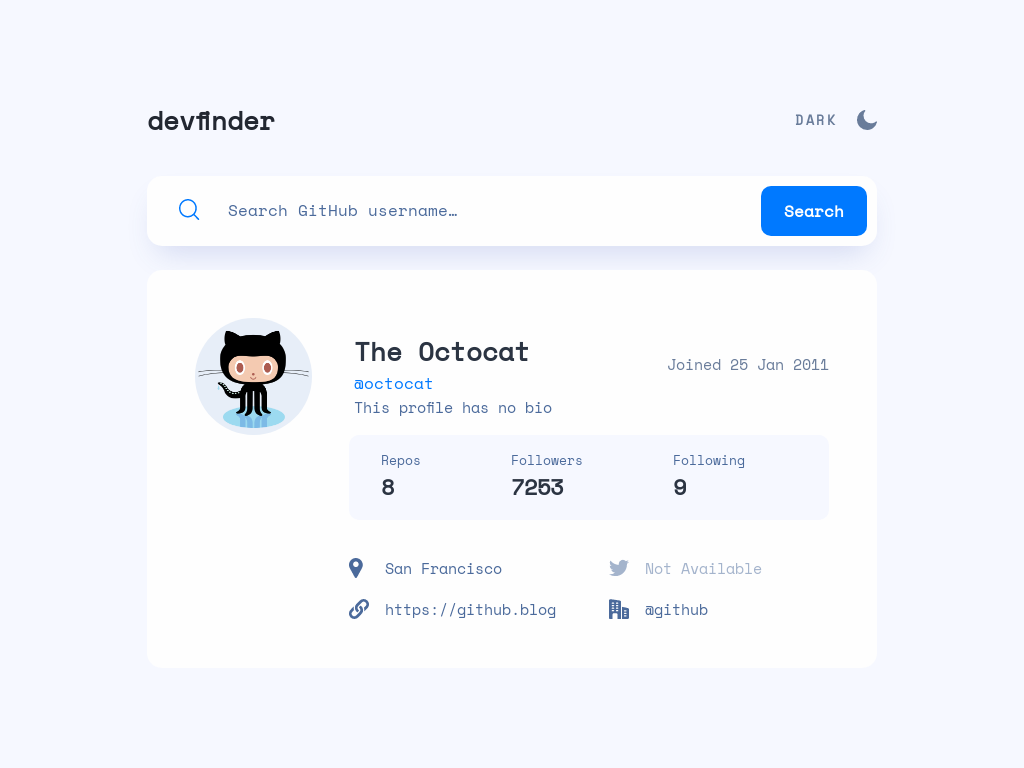 devfinder
DARK
Search GitHub username…
Search
The Octocat
Joined 25 Jan 2011
@octocat
This profile has no bio
Repos Followers Following
8 7253 9
San Francisco Not Available
https://github.blog @github